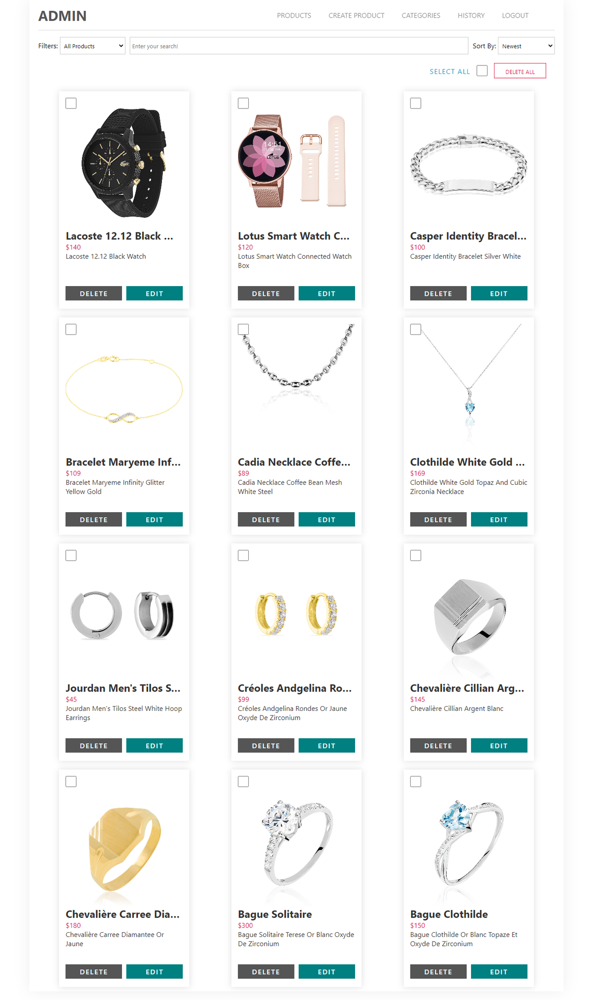 ADMIN PRODUCTS CREATE PRODUCT CATEGORIES HISTORY LOGOUT
Filters: All Products Enter your search! Sort By: Newest
SELECT ALL DELETE ALL
14:51
LOTUS
Lacoste 12.12 Black ...
$140
Lacoste 12.12 Black Watch
DELETE EDIT
Lotus Smart Watch C...
$120
Lotus Smart Watch Connected Watch
Box
DELETE EDIT
Casper Identity Bracel...
$100
Casper Identity Bracelet Silver White
DELETE EDIT
Bracelet Maryeme Inf...
$109
Bracelet Maryeme Infinity Glitter
Yellow Gold
DELETE EDIT
Cadia Necklace Coffe...
$89
Cadia Necklace Coffee Bean Mesh
White Steel
DELETE EDIT
Clothilde White Gold ...
$169
Clothilde White Gold Topaz And Cubic
Zirconia Necklace
DELETE EDIT
Jourdan Men's Tilos S...
$45
Jourdan Men's Tilos Steel White Hoop
Earrings
DELETE EDIT
Créoles Andgelina Ro...
$99
Créoles Andgelina Rondes Or Jaune
Oxyde De Zirconium
DELETE EDIT
Chevalière Cillian Arg...
$145
Chevalière Cillian Argent Blanc
DELETE EDIT
Chevalière Carree Dia...
$180
Chevalière Carree Diamantee Or
Jaune
DELETE EDIT
Bague Solitaire
$300
Bague Solitaire Terese Or Blanc Oxyde
De Zirconium
DELETE EDIT
Bague Clothilde
$150
Bague Clothilde Or Blanc Topaze Et
Oxyde De Zirconium
DELETE EDIT